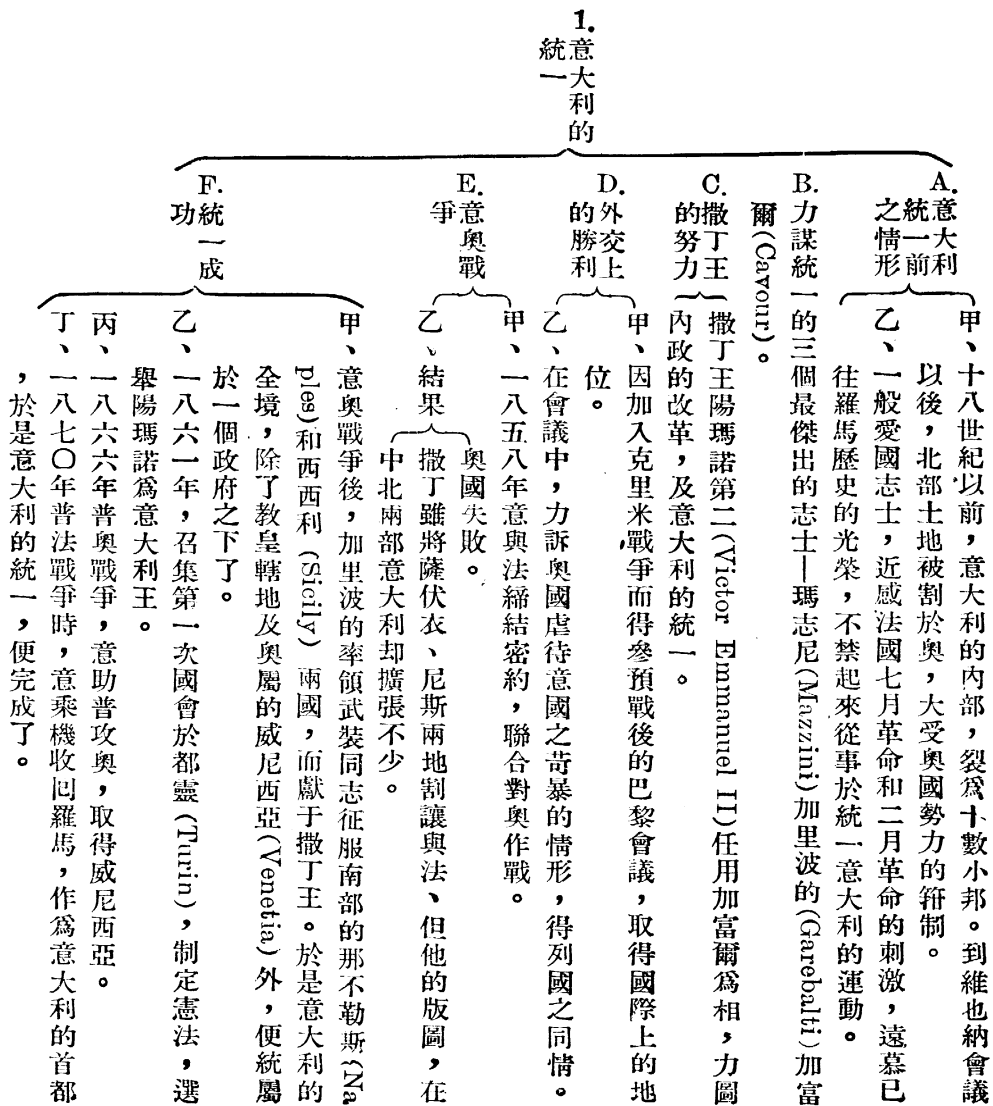 1.意大利的
統一
A.意大利
統一前
之情形
甲、十八世紀以前，意大利的內部，裂爲十數小邦。到維也納會議
以後，北部土地被割於奧，大受奧國勢力的箝制。
乙、一般愛國志士，近感法國七月革命和二月革命的刺激，遠慕已
往羅馬歷史的光榮，不禁起來從事於統一意大利的運動。
B.力謀統一的三個最傑出的志士—瑪志尼(Mazzini)加里波的(Garebalti)加富
爾(Cavour)。
C.撒丁王
的努力
撒丁王陽瑪諾第二(Victor Emmanuel II)任用加富爾爲相，力圖
內政的改革，及意大利的統一。
D.外交上
的勝利
甲、因加入克里米戰爭而得參預戰後的巴黎會議，取得國際上的地
位。
乙、在會議中，力訴奧國虐待意國之苛暴的情形，得列國之同情。
E.意奧戰
爭
甲、一八五八年意與法締結密約，聯合對奧作戰。
乙、結果
奧國失敗。
撒丁雖將薩伏衣、尼斯兩地割讓與法、但他的版圖，在
中北兩部意大利却擴張不少。
F.統一成
功
甲、意奧戰爭後，加里波的率領武裝同志征服南部的那不勒斯(Na
ples)和西西利(Sicily)兩國，而獻于撒丁王。於是意大利的
全境，除了教皇轄地及奧屬的威尼西亞(Venetia)外，便統屬
於一個政府之下了。
乙、一八六一年，召集第一次國會於都靈(Turin)，制定憲法，選
舉陽瑪諾爲意大利王。
丙、一八六六年普奧戰爭，意助普攻奧，取得威尼西亞。
丁、一八七〇年普法戰爭時，意乘機收囘羅馬，作爲意大利的首都
，於是意大利的統一，便完成了。